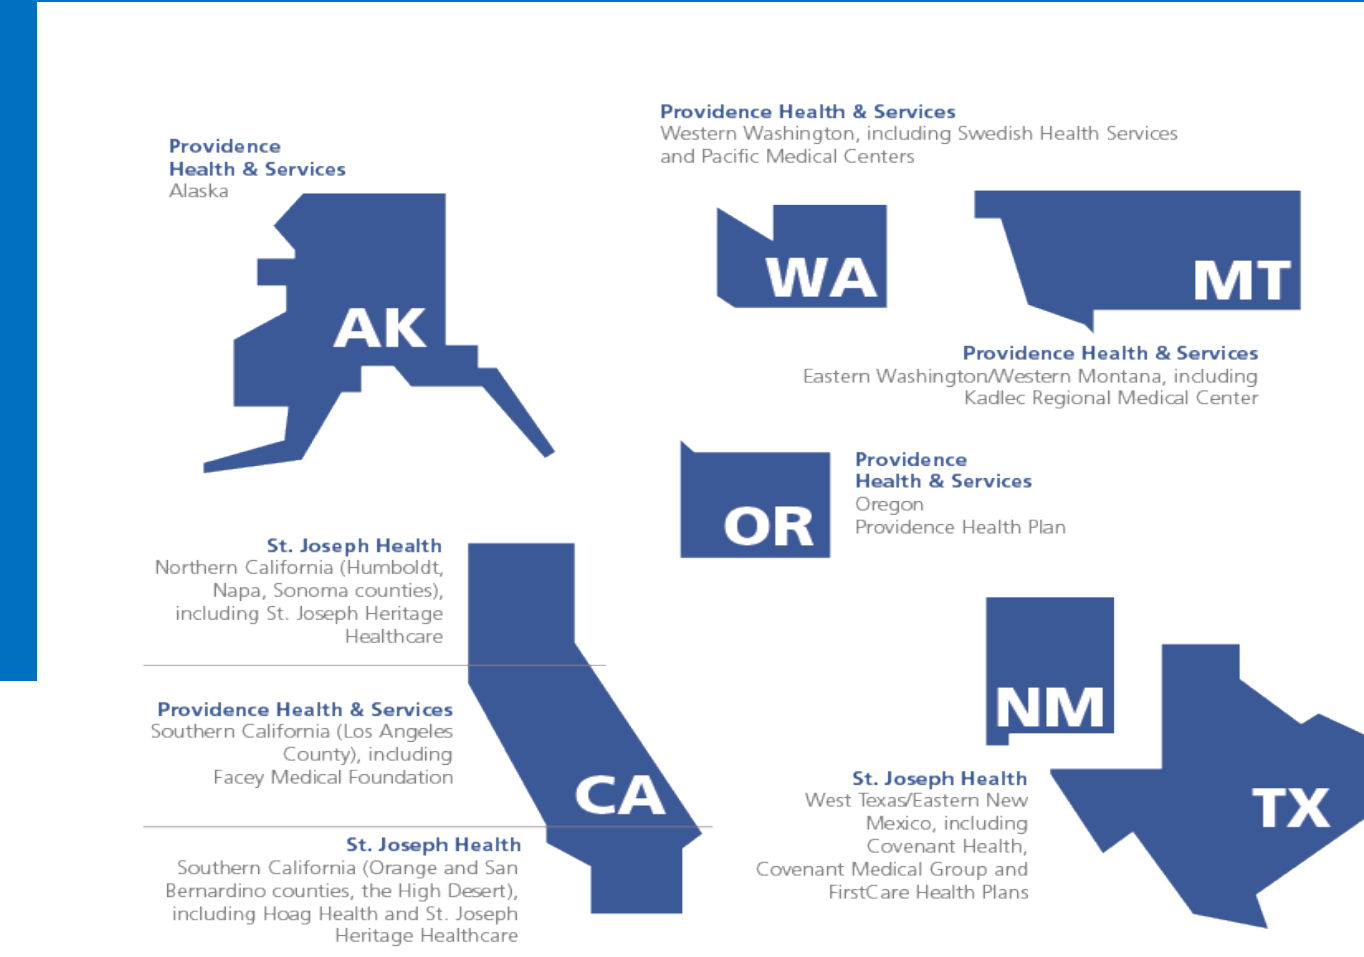 Providence
Health & Services
Alaska
AK
Providence Health & Services
Western Washington, including Swedish Health Services
and Pacific Medical Centers
WA
MT
Providence Health & Services
Eastern Washington/Western Montana, including
Kadlec Regional Medical Center
OR
Providence
Health & Services
Oregon
Providence Health Plan
St. Joseph Health
Northern California (Humboldt,
Napa, Sonoma counties),
including St. Joseph Heritage
Healthcare
Providence Health & Services
Southern California (Los Angeles
County), including
Facey Medical Foundation
CA
St. Joseph Health
Southern California (Orange and San
Bernardino counties, the High Desert),
including Hoag Health and St. Joseph
Heritage Healthcare
NM
TX
St. Joseph Health
West Texas/Eastern New
Mexico, including
Covenant Health,
Covenant Medical Group and
FirstCare Health Plans